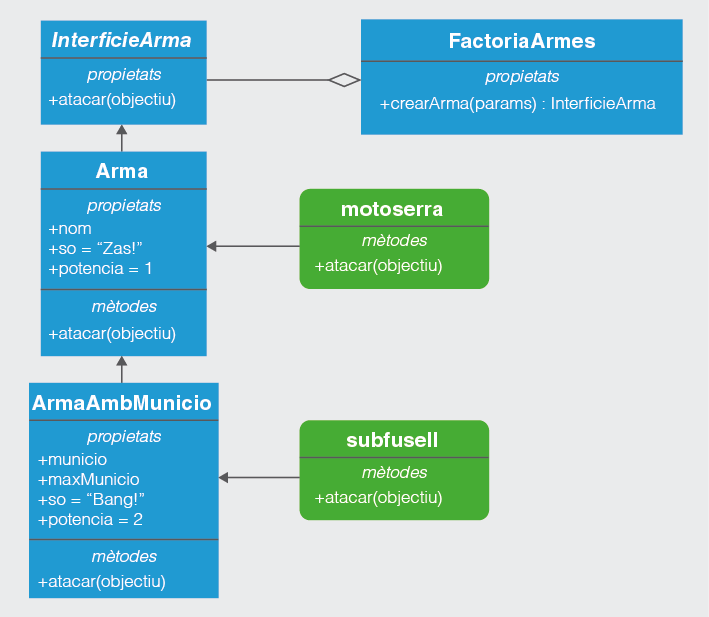 InterficieArma
propietats
+atacar(objectiu)
FactoriaArmes
propietats
+crearArma(params) : InterficieArma
Arma
propietats
+nom
+so = “Zas!”
+potencia = 1
mètodes
+atacar(objectiu)
motoserra
mètodes
+atacar(objectiu)
ArmaAmbMunicio
propietats
+municio
+maxMunicio
+so = “Bang!”
+potencia = 2
mètodes
+atacar(objectiu)
subfusell
mètodes
+atacar(objectiu)